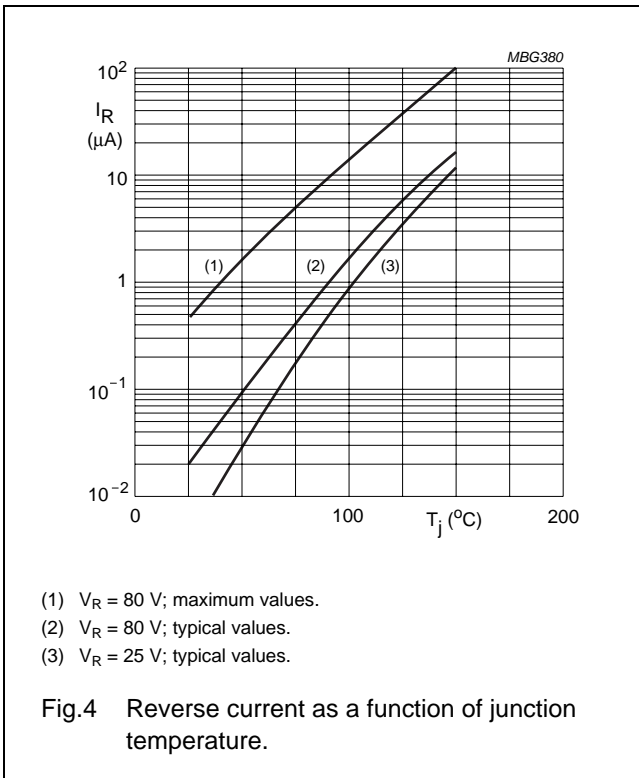 MBG380
10²
I_R
(µA)
10
(1)
(2)
(3)
1
10⁻¹
10⁻²
0
100
T_j (°C)
200
(1) V_R = 80 V; maximum values.
(2) V_R = 80 V; typical values.
(3) V_R = 25 V; typical values.
Fig.4 Reverse current as a function of junction
temperature.